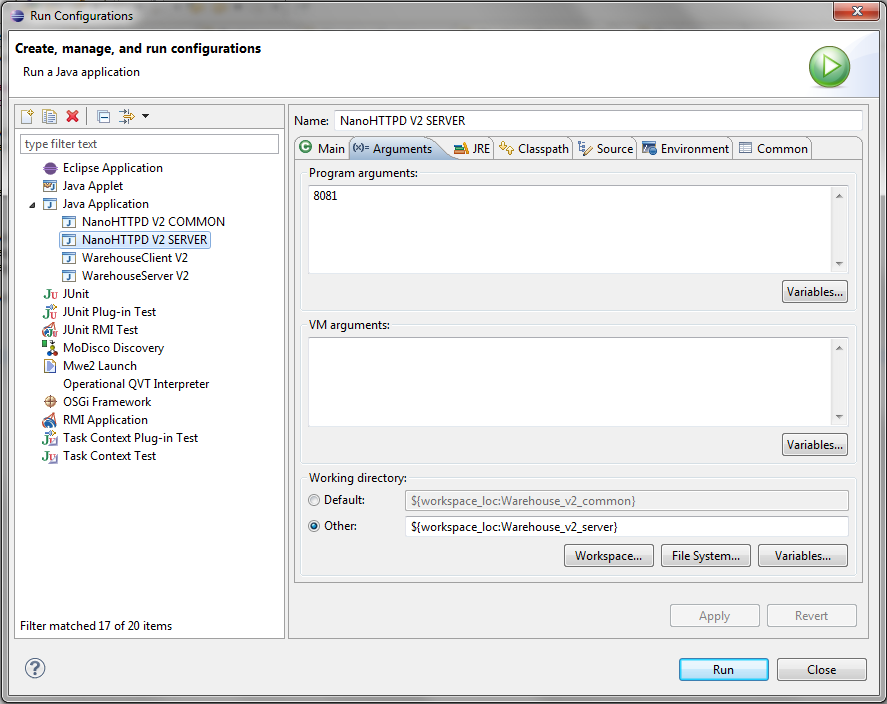 Run Configurations
Create, manage, and run configurations
Run a Java application
type filter text
Eclipse Application
Java Applet
Java Application
NanoHTTPD V2 COMMON
NanoHTTPD V2 SERVER
WarehouseClient V2
WarehouseServer V2
JUnit
JUnit Plug-in Test
JUnit RMI Test
MoDisco Discovery
Mwe2 Launch
Operational QVT Interpreter
OSGi Framework
RMI Application
Task Context Plug-in Test
Task Context Test
Filter matched 17 of 20 items
Name: NanoHTTPD V2 SERVER
Main (x)= Arguments JRE Classpath Source Environment Common
Program arguments:
8081
Variables...
VM arguments:
Variables...
Working directory:
Default: ${workspace_loc:Warehouse_v2_common}
Other: ${workspace_loc:Warehouse_v2_server}
Workspace... File System... Variables...
Apply Revert
? Run Close